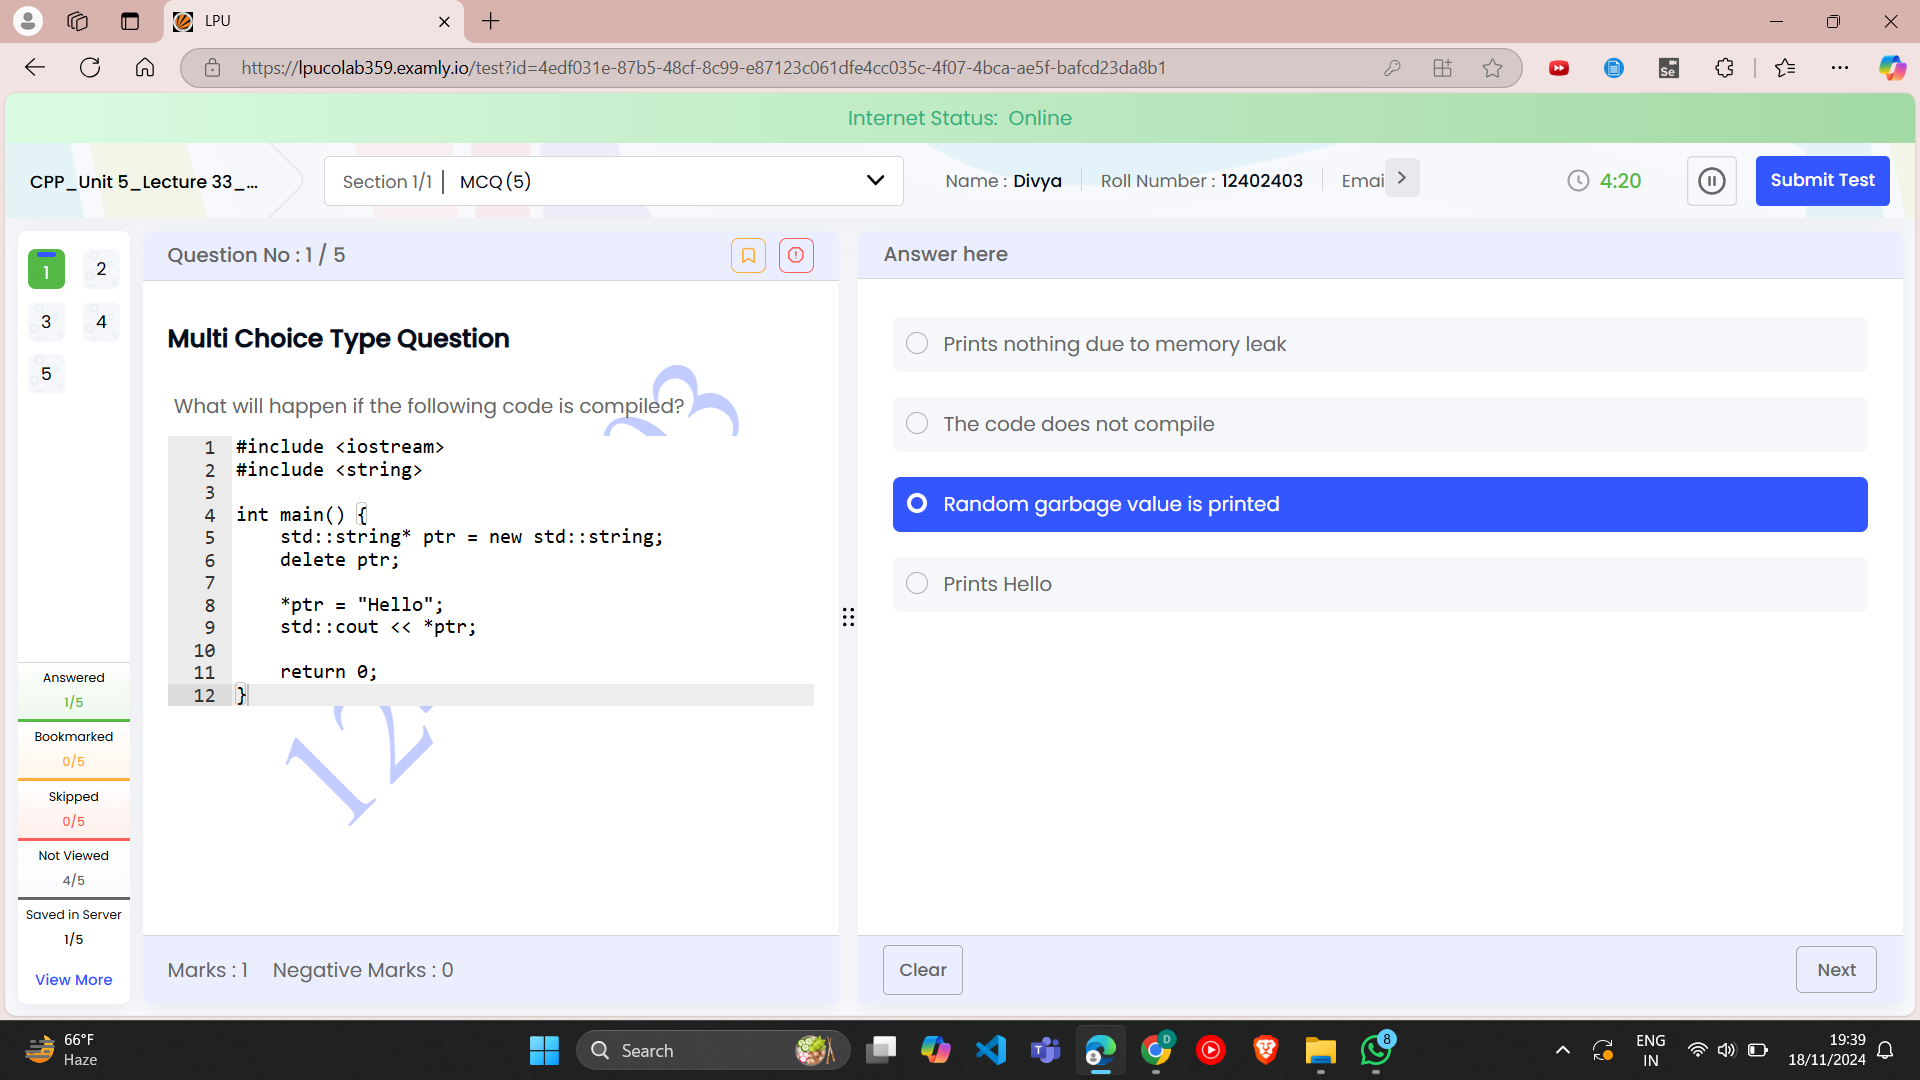 LPU
https://lpucolab359.examly.io/test?id=4edf031e-87b5-48cf-8c99-e87123c061dfe4cc035c-4f07-4bca-ae5f-bafcd23da8b1
Internet Status: Online
CPP_Unit 5_Lecture 33_...
Section 1/1 | MCQ (5)
Name : Divya
Roll Number : 12402403
Emai
4:20
Submit Test
1
2
3
4
5
Question No : 1 / 5
Multi Choice Type Question
What will happen if the following code is compiled?
1 #include <iostream>
2 #include <string>
3
4 int main() {
5     std::string* ptr = new std::string;
6     delete ptr;
7
8     *ptr = "Hello";
9     std::cout << *ptr;
10
11     return 0;
12 }
Answer here
Prints nothing due to memory leak
The code does not compile
Random garbage value is printed
Prints Hello
Answered
1/5
Bookmarked
0/5
Skipped
0/5
Not Viewed
4/5
Saved in Server
1/5
View More
Marks : 1 Negative Marks : 0
Clear
Next
66°F
Haze
Search
D
8
ENG
IN
19:39
18/11/2024